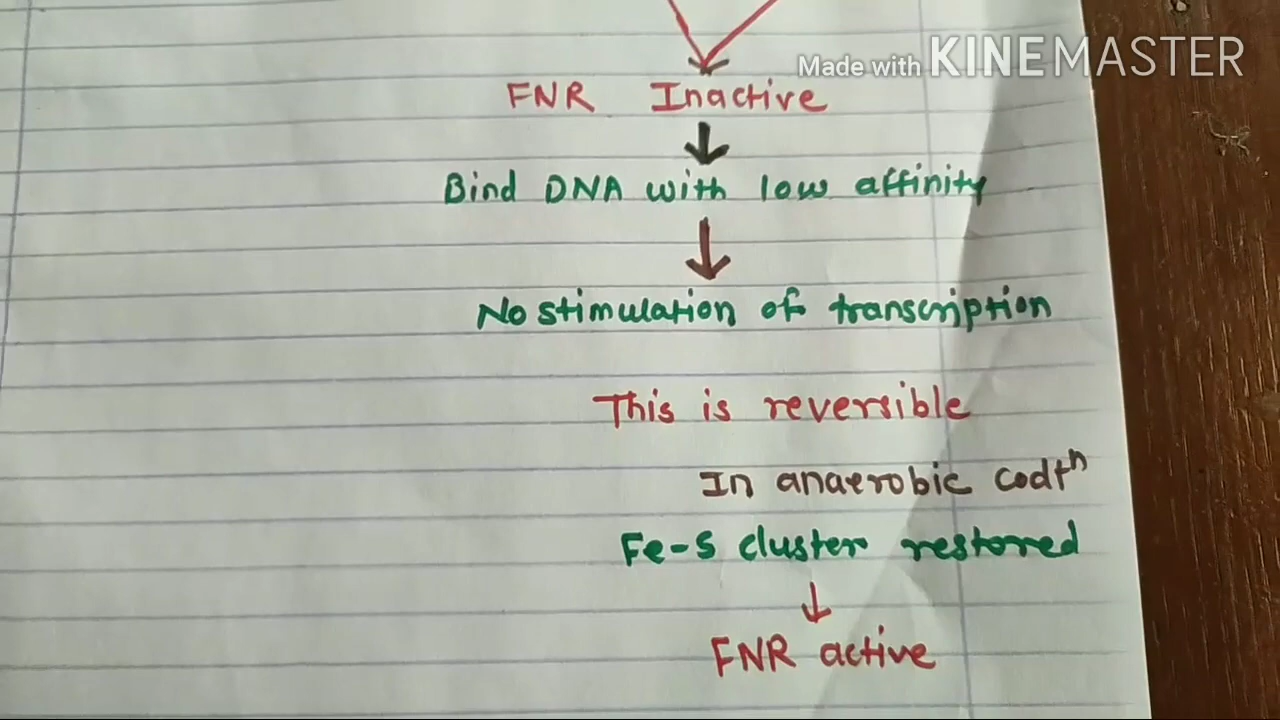 Made with KINEMASTER
FNR Inactive
Bind DNA with low affinity
No stimulation of transcription
This is reversible
In anaerobic codtⁿ
Fe-S cluster restored
FNR active